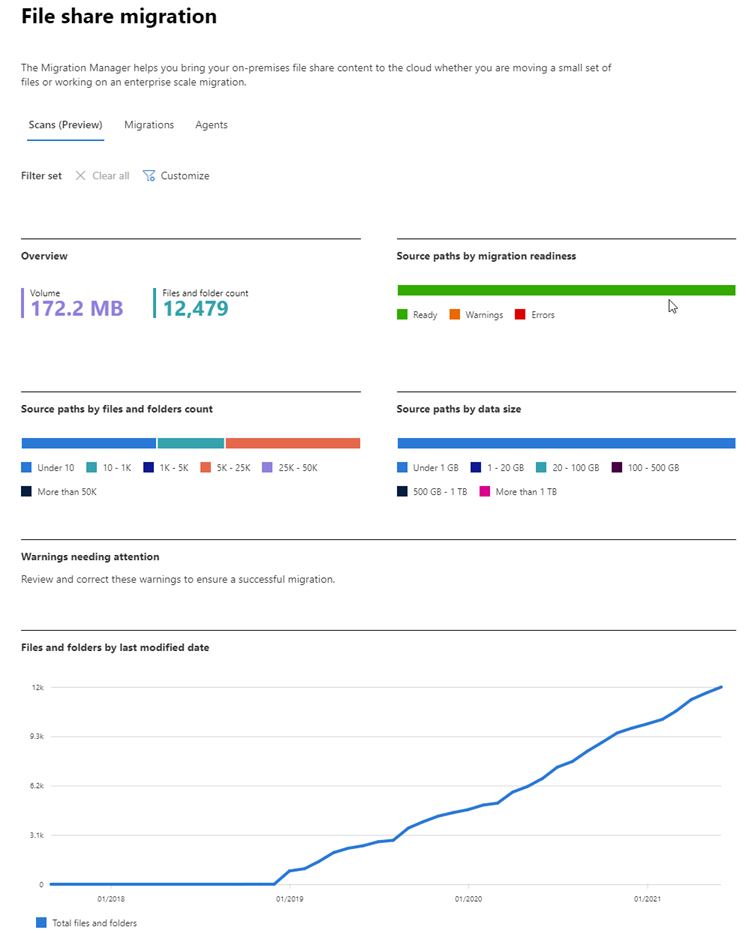 File share migration
The Migration Manager helps you bring your on-premises file share content to the cloud whether you are moving a small set of
files or working on an enterprise scale migration.
Scans (Preview) Migrations Agents
Filter set Clear all Customize
Overview
Volume
172.2 MB
Files and folder count
12,479
Source paths by migration readiness
Ready Warnings Errors
Source paths by files and folders count
Under 10 10 - 1K 1K - 5K 5K - 25K 25K - 50K
More than 50K
Source paths by data size
Under 1 GB 1 - 20 GB 20 - 100 GB 100 - 500 GB
500 GB - 1 TB More than 1 TB
Warnings needing attention
Review and correct these warnings to ensure a successful migration.
Files and folders by last modified date
12k
9.3k
6.2k
3.1k
0
01/2018 01/2019 01/2020 01/2021
Total files and folders